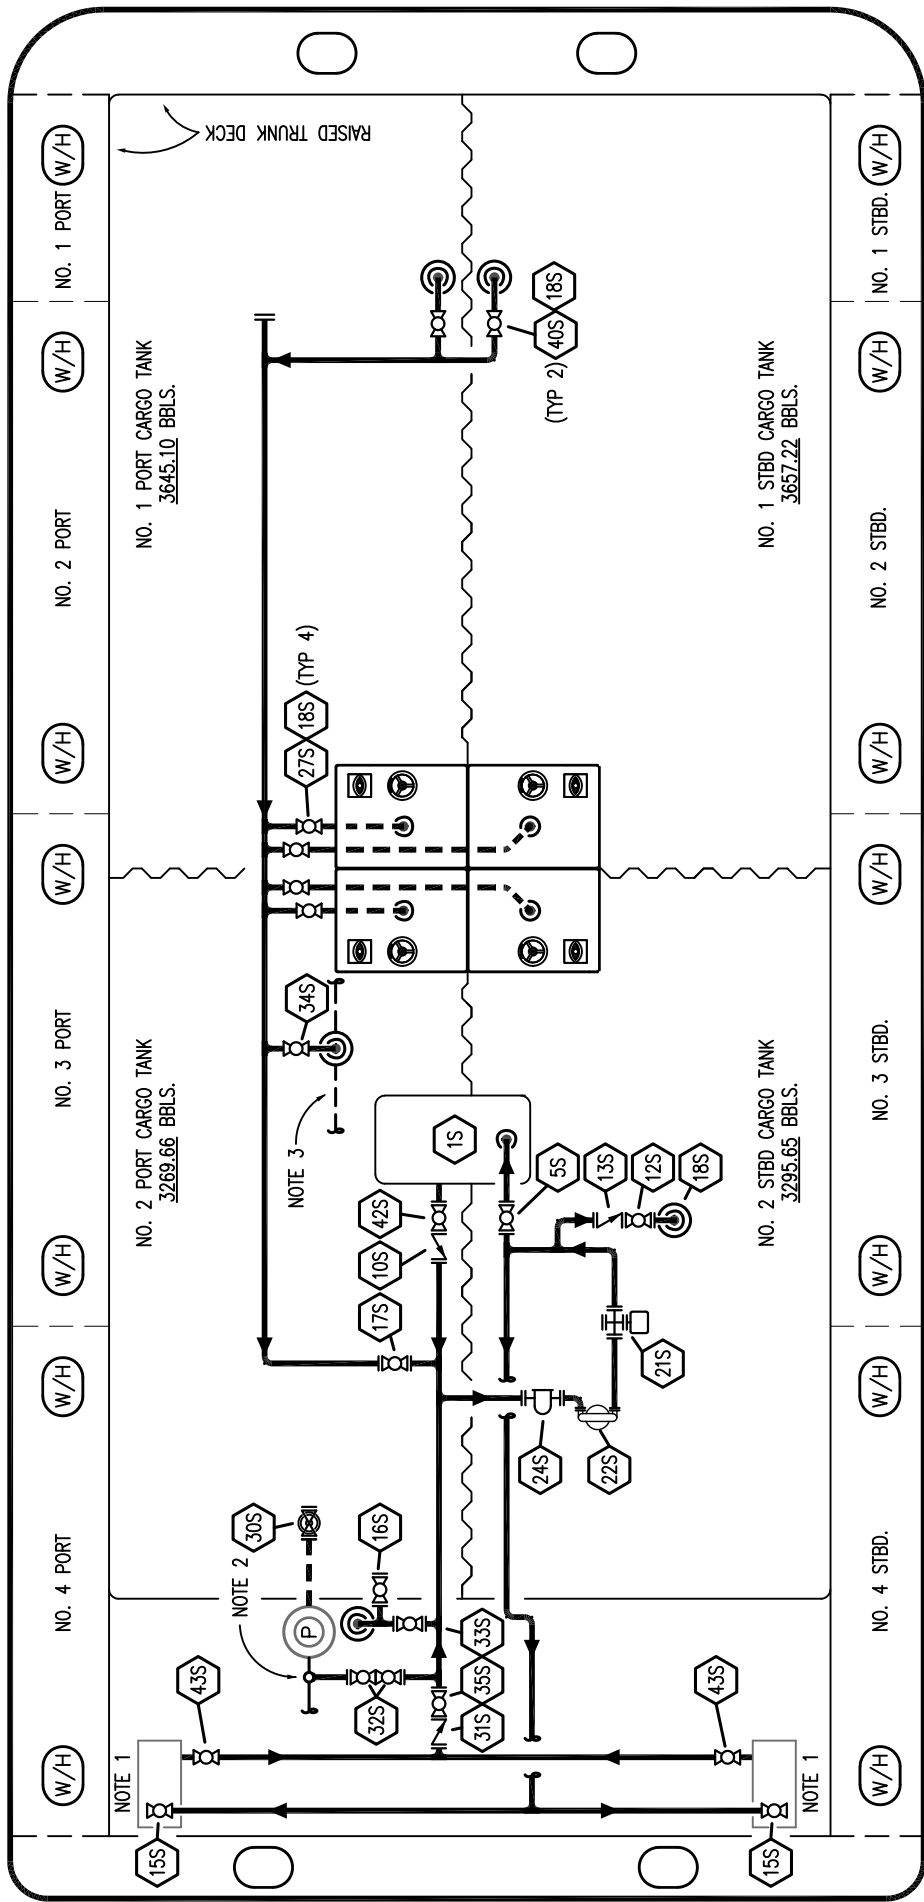 RAISED TRUNK DECK
NO. 1 PORT
W/H
W/H
NO. 2 PORT
W/H
W/H
NO. 3 PORT
W/H
W/H
NO. 4 PORT
W/H
NO. 1 PORT CARGO TANK
3645.10 BBLS.
NO. 2 PORT CARGO TANK
3269.66 BBLS.
18S
40S
(TYP 2)
(TYP 4)
18S
27S
34S
NOTE 3
1S
42S
10S
17S
5S
13S
12S
18S
21S
24S
22S
30S
NOTE 2
16S
P
33S
35S
31S
32S
43S
43S
NOTE 1
NOTE 1
15S
15S
NO. 1 STBD CARGO TANK
3657.22 BBLS.
NO. 2 STBD CARGO TANK
3295.65 BBLS.
W/H
NO. 1 STBD.
W/H
NO. 2 STBD.
W/H
W/H
NO. 3 STBD.
W/H
W/H
NO. 4 STBD.
W/H